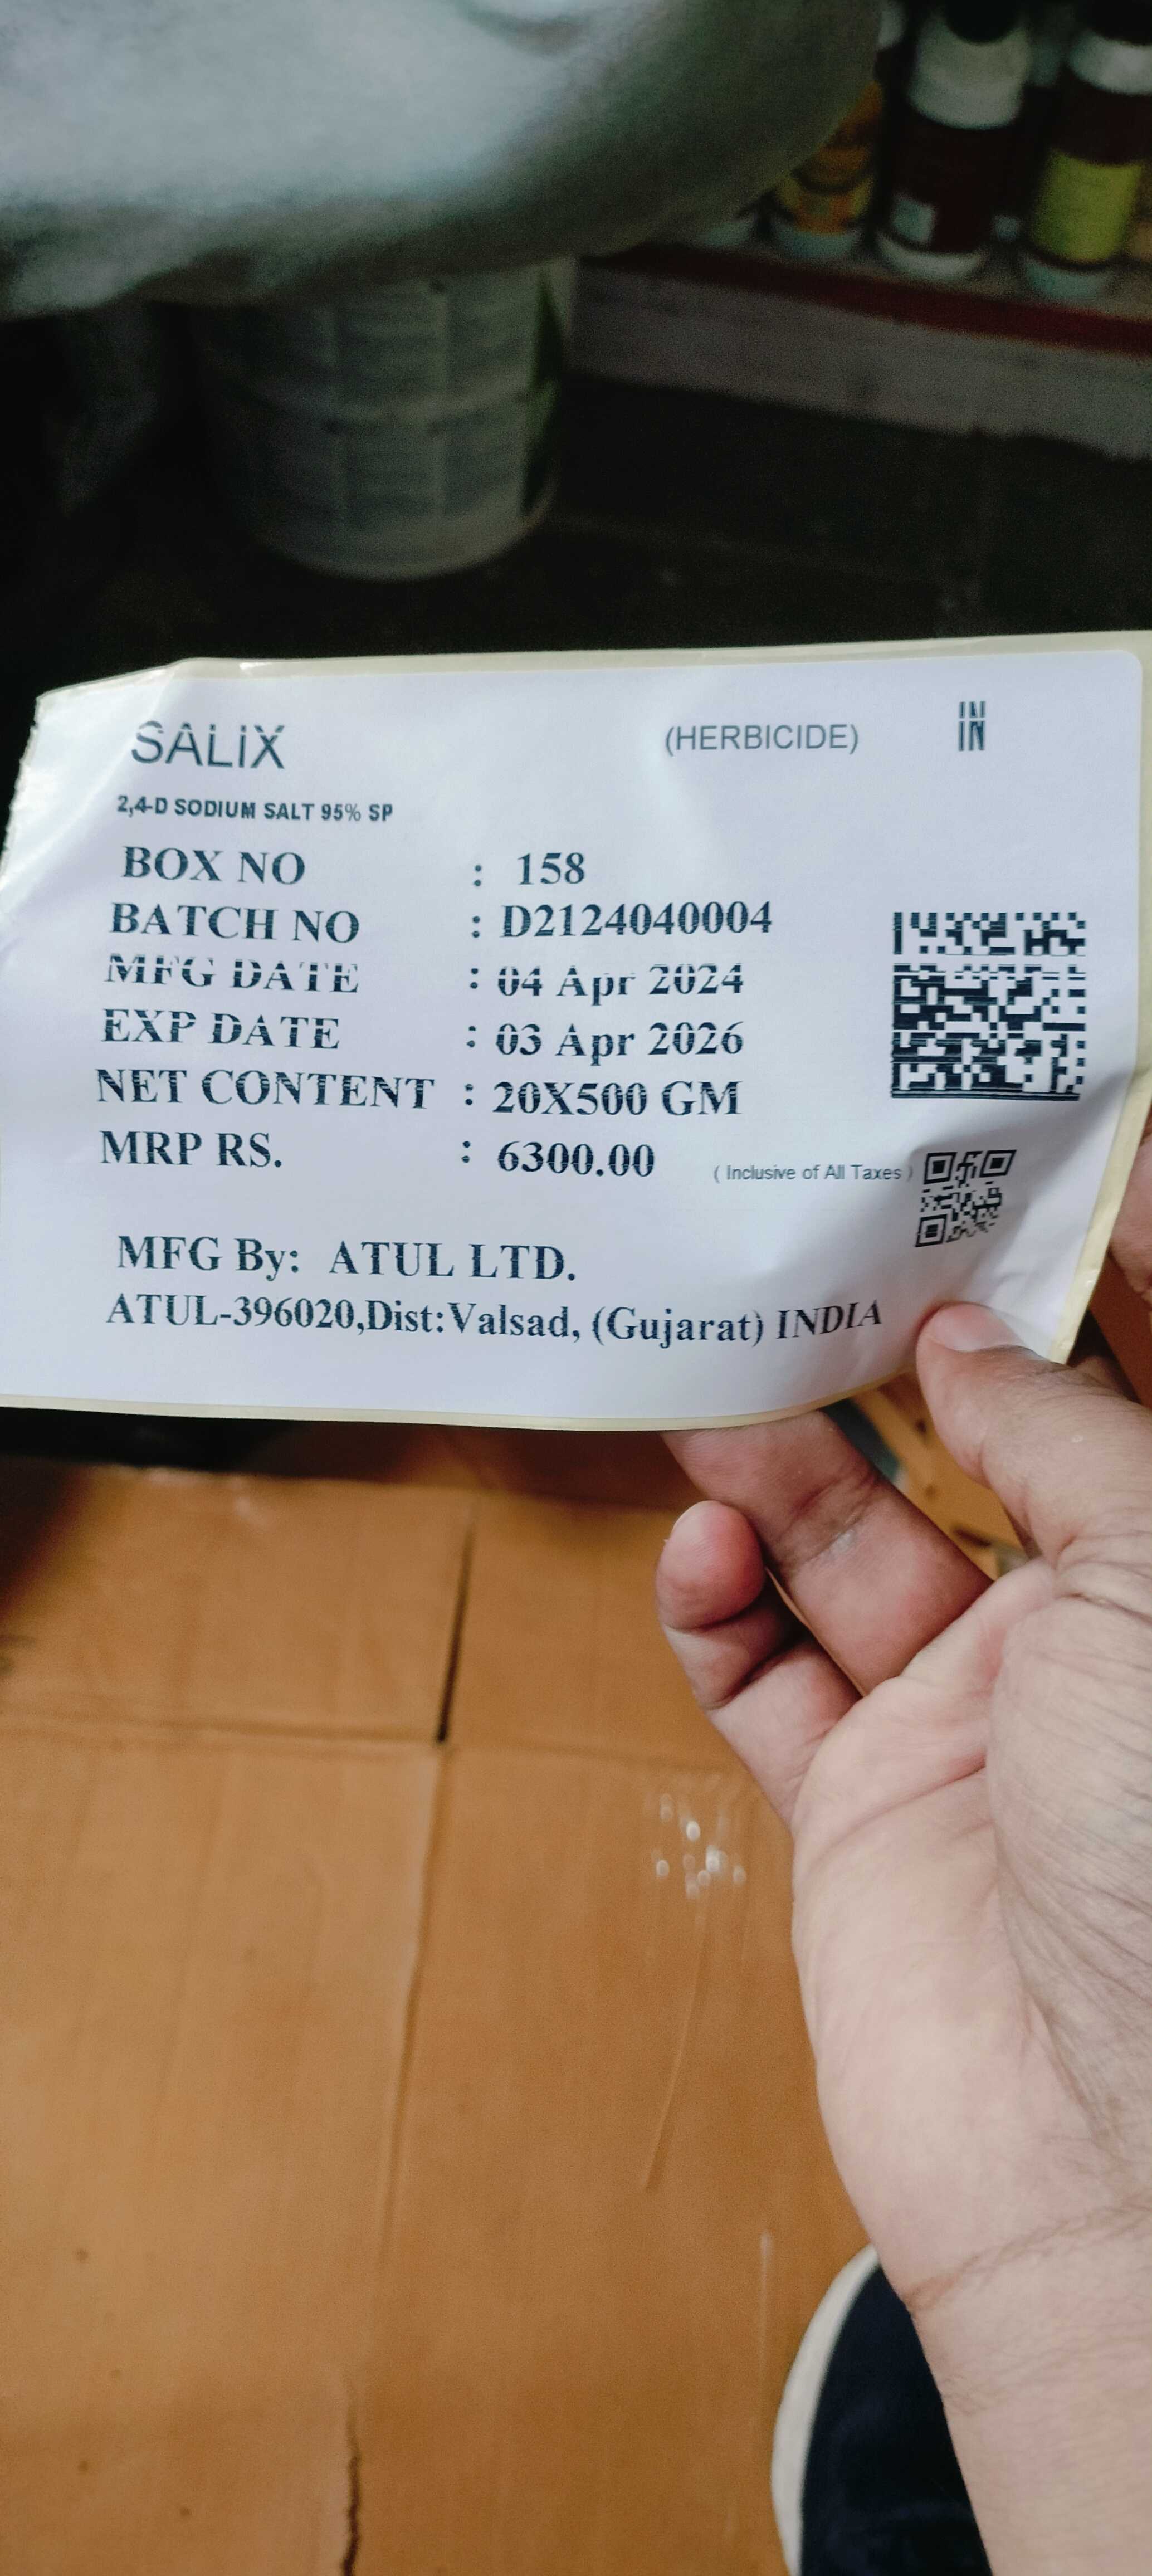 SALIX (HERBICIDE) IN
2,4-D SODIUM SALT 95% SP
BOX NO : 158
BATCH NO : D2124040004
MFG DATE : 04 Apr 2024
EXP DATE : 03 Apr 2026
NET CONTENT : 20X500 GM
MRP RS. : 6300.00 ( Inclusive of All Taxes )
MFG By: ATUL LTD.
ATUL-396020,Dist:Valsad, (Gujarat) INDIA